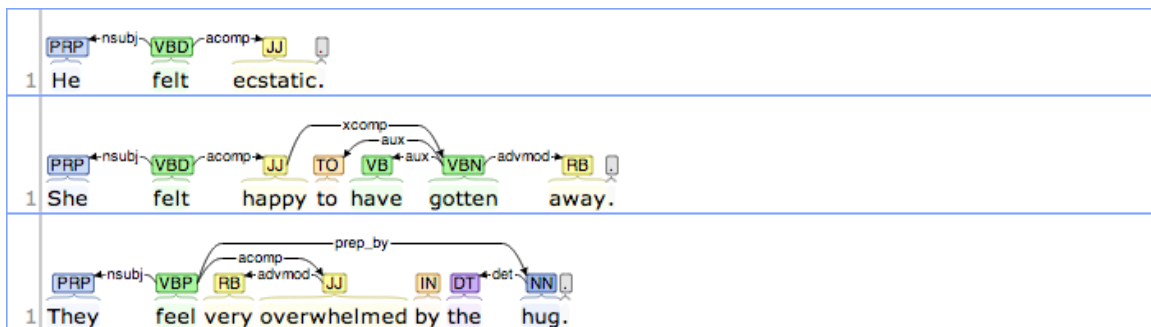 nsubj acomp
PRP VBD JJ .
1 He felt ecstatic.
xcomp
aux
nsubj acomp aux advmod
PRP VBD JJ TO VB VBN RB .
1 She felt happy to have gotten away.
prep_by
acomp
nsubj advmod det
PRP VBP RB JJ IN DT NN .
1 They feel very overwhelmed by the hug.